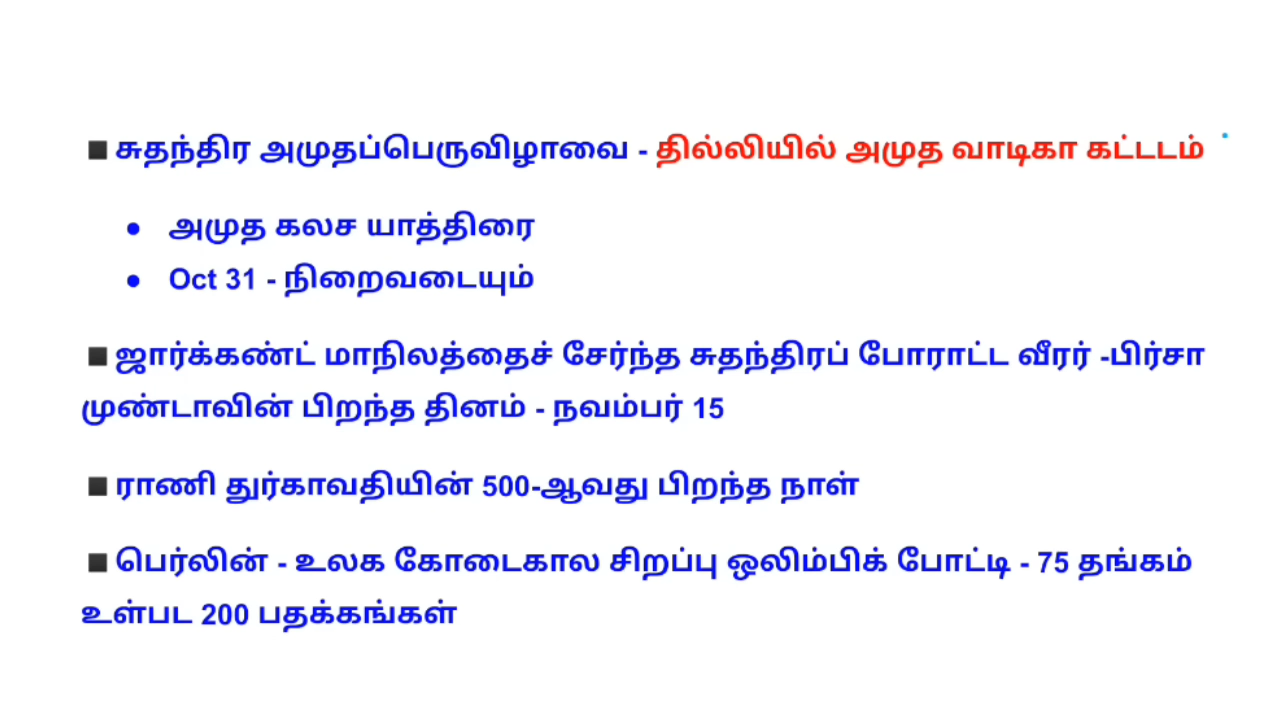 ◾சுதந்திர அமுதப்பெருவிழாவை - தில்லியில் அமுத வாடிகா கட்டடம்
● அமுத கலச யாத்திரை
● Oct 31 - நிறைவடையும்
◾ஜார்க்கண்ட் மாநிலத்தைச் சேர்ந்த சுதந்திரப் போராட்ட வீரர் -பிர்சா
முண்டாவின் பிறந்த தினம் - நவம்பர் 15
◾ராணி துர்காவதியின் 500-ஆவது பிறந்த நாள்
◾பெர்லின் - உலக கோடைகால சிறப்பு ஒலிம்பிக் போட்டி - 75 தங்கம்
உள்பட 200 பதக்கங்கள்